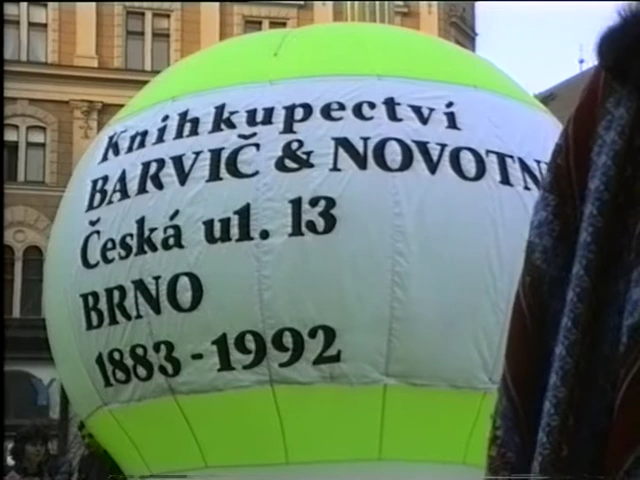 Knihkupectví
BARVIČ & NOVOTN
Česká ul. 13
BRNO
1883-1992